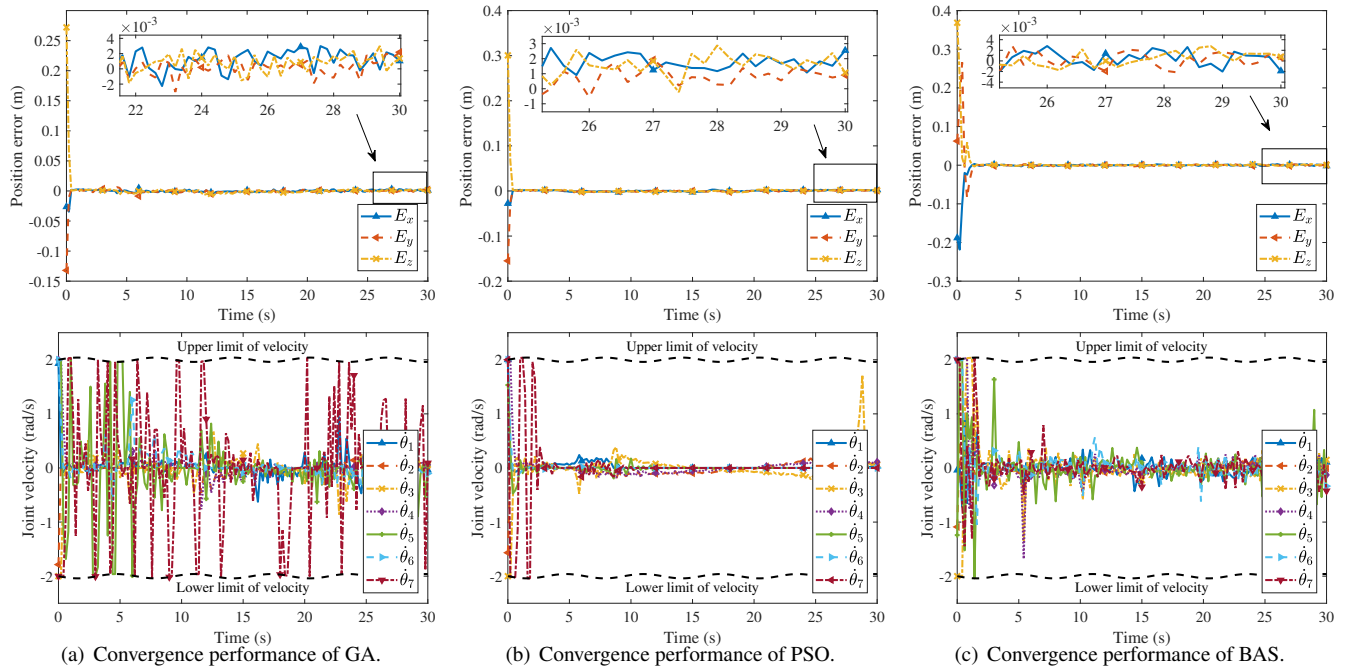 ×10⁻³
4
2
0
-2
22 24 26 28 30
0.25
0.2
0.15
0.1
0.05
0
-0.05
-0.1
-0.15
Position error (m)
E_x
E_y
E_z
0 5 10 15 20 25 30
Time (s)
×10⁻³
3
2
1
0
-1
26 27 28 29 30
0.4
0.3
0.2
0.1
0
-0.1
-0.2
Position error (m)
E_x
E_y
E_z
0 5 10 15 20 25 30
Time (s)
×10⁻³
4
2
0
-2
-4
26 27 28 29 30
0.4
0.3
0.2
0.1
0
-0.1
-0.2
-0.3
Position error (m)
E_x
E_y
E_z
0 5 10 15 20 25 30
Time (s)
Upper limit of velocity
2
1
0
-1
-2
Joint velocity (rad/s)
θ̇₁
θ̇₂
θ̇₃
θ̇₄
θ̇₅
θ̇₆
θ̇₇
Lower limit of velocity
0 5 10 15 20 25 30
Time (s)
(a) Convergence performance of GA.
Upper limit of velocity
2
1
0
-1
-2
Joint velocity (rad/s)
θ̇₁
θ̇₂
θ̇₃
θ̇₄
θ̇₅
θ̇₆
θ̇₇
Lower limit of velocity
0 5 10 15 20 25 30
Time (s)
(b) Convergence performance of PSO.
Upper limit of velocity
2
1
0
-1
-2
Joint velocity (rad/s)
θ̇₁
θ̇₂
θ̇₃
θ̇₄
θ̇₅
θ̇₆
θ̇₇
Lower limit of velocity
0 5 10 15 20 25 30
Time (s)
(c) Convergence performance of BAS.